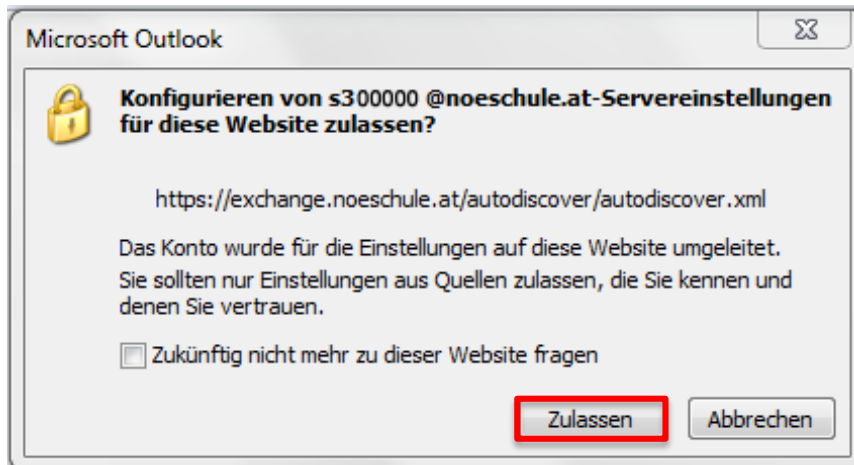 Microsoft Outlook
Konfigurieren von s300000 @noeschule.at-Servereinstellungen
für diese Website zulassen?
https://exchange.noeschule.at/autodiscover/autodiscover.xml
Das Konto wurde für die Einstellungen auf diese Website umgeleitet.
Sie sollten nur Einstellungen aus Quellen zulassen, die Sie kennen und
denen Sie vertrauen.
Zukünftig nicht mehr zu dieser Website fragen
Zulassen Abbrechen